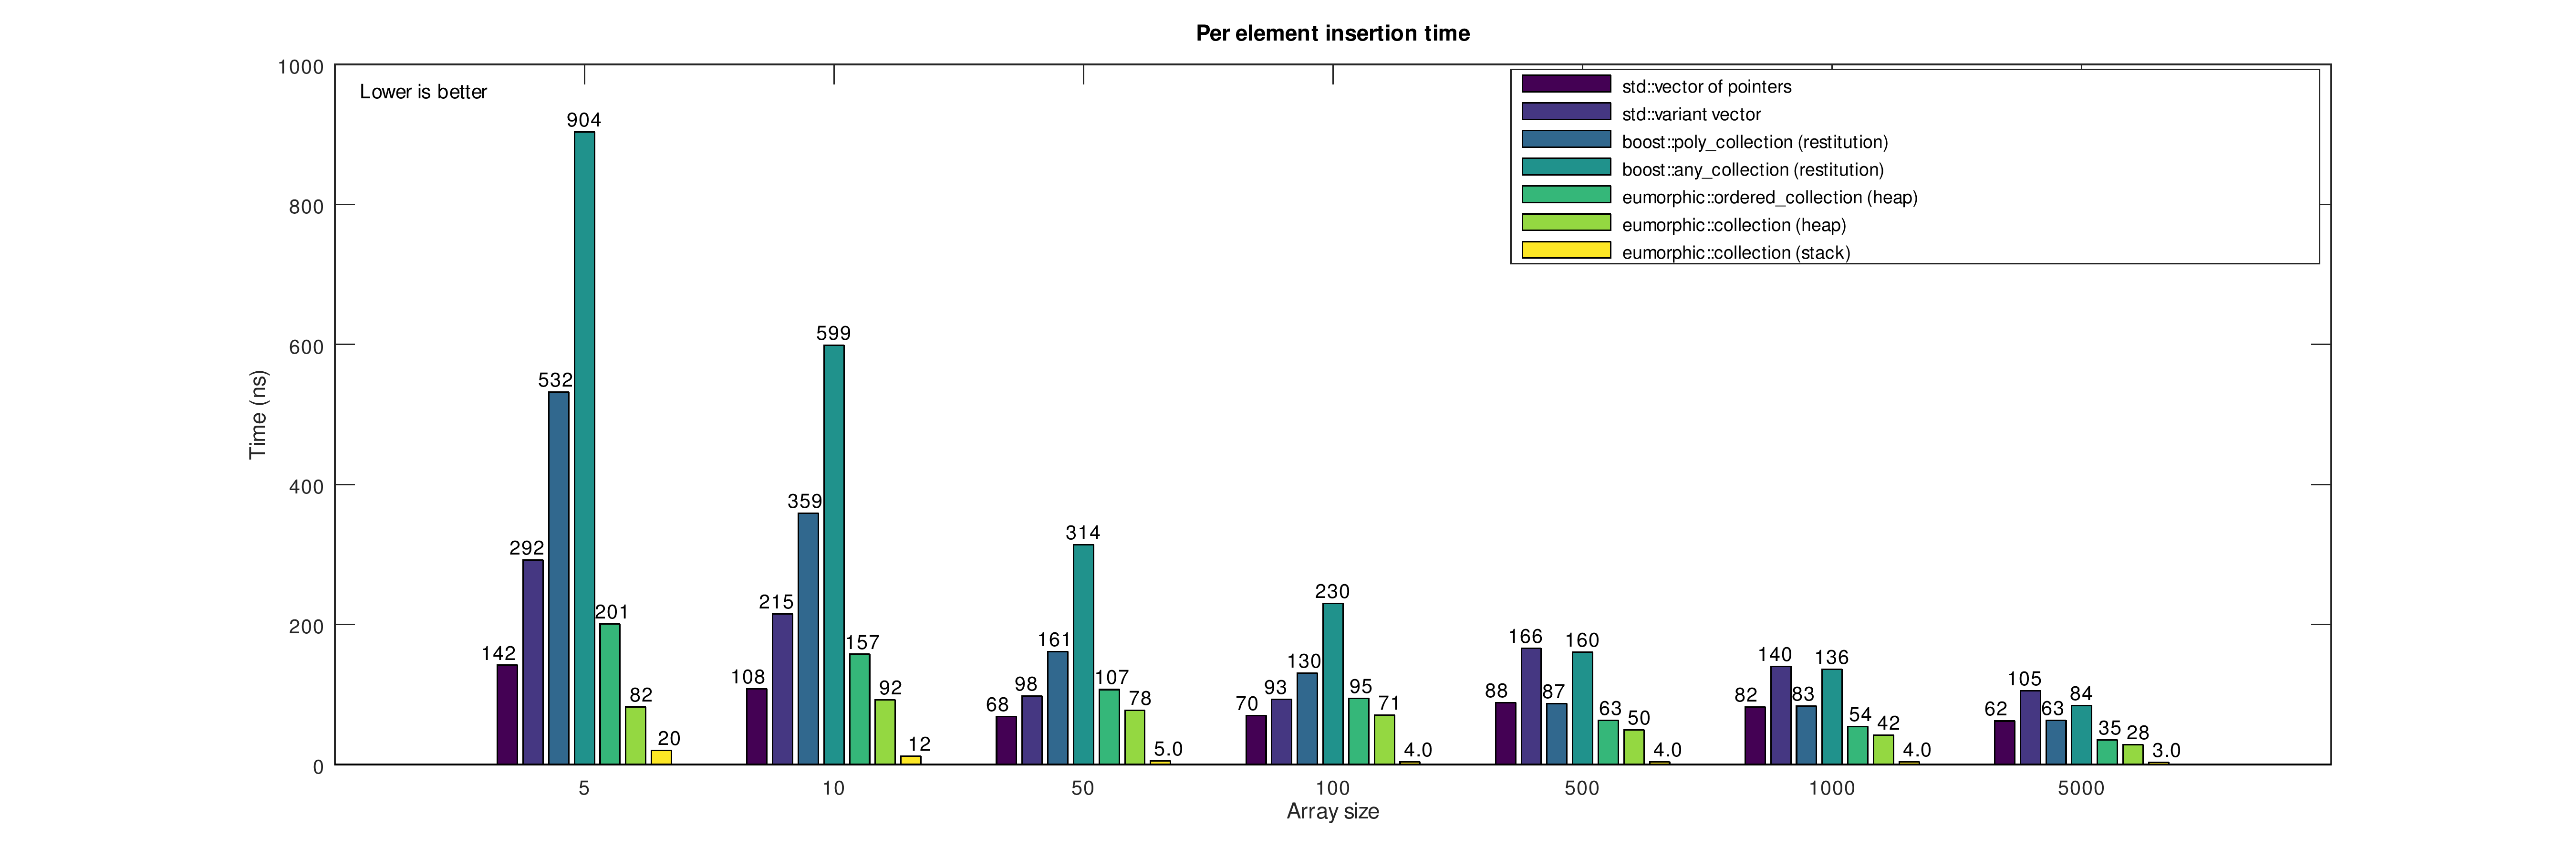 Per element insertion time
Lower is better
std::vector of pointers
std::variant vector
boost::poly_collection (restitution)
boost::any_collection (restitution)
eumorphic::ordered_collection (heap)
eumorphic::collection (heap)
eumorphic::collection (stack)
Time (ns)
1000
800
600
400
200
0
142 292 532 904 201 82 20
108 215 359 599 157 92 12
68 98 161 314 107 78 5.0
70 93 130 230 95 71 4.0
88 166 87 160 63 50 4.0
82 140 83 136 54 42 4.0
62 105 63 84 35 28 3.0
5 10 50 100 500 1000 5000
Array size